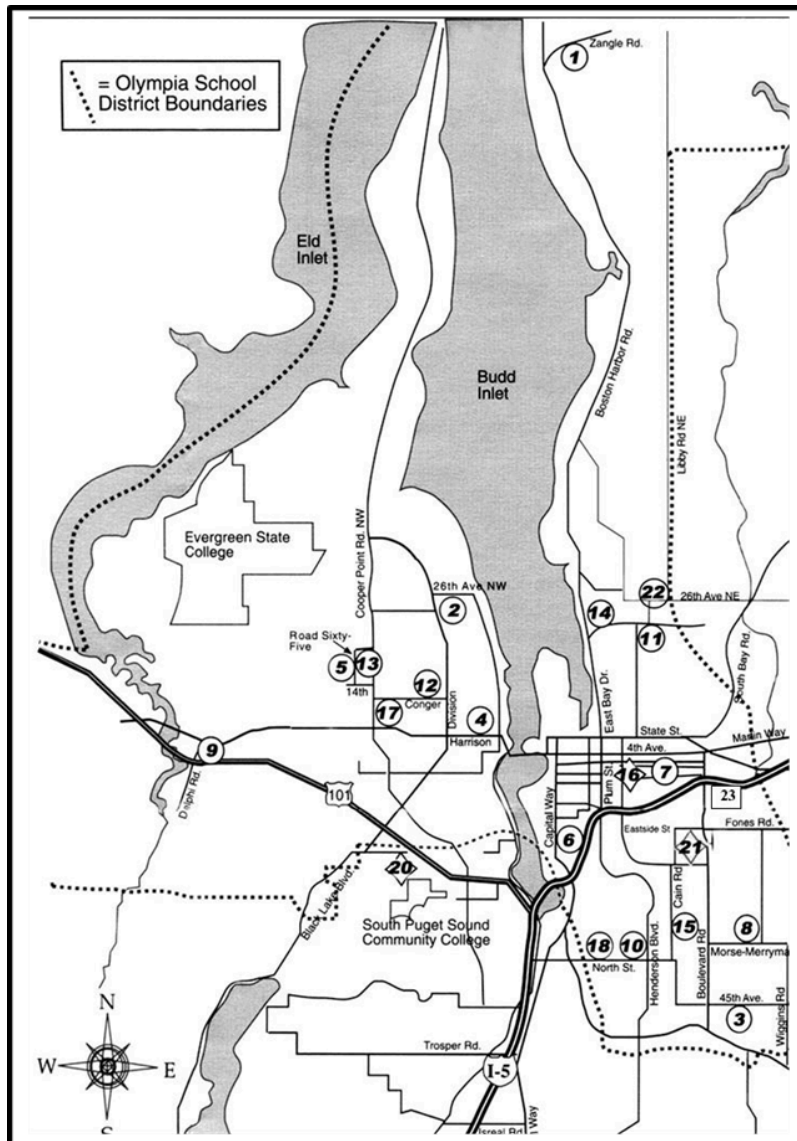 1
Zangle Rd.
= Olympia School
District Boundaries
Eld
Inlet
Budd
Inlet
Boston Harbor Rd.
Libby Rd NE
Evergreen State
College
Cooper Point Rd. NW
26th Ave NW
2
22
26th Ave NE
14
11
Road Sixty-
Five
5
13
14th
12
Conger
Division
17
4
Harrison
East Bay Dr.
South Bay Rd.
State St.
Martin Way
4th Ave.
9
Delphi Rd.
101
Capital Way
Plum St.
16
7
23
6
Eastside St
Fones Rd.
21
20
Black Lake Blvd.
South Puget Sound
Community College
Cain Rd
15
8
18
10
North St.
Henderson Blvd.
Boulevard Rd
Morse-Merryma
45th Ave.
3
Wiggins Rd
N
W
E
S
Trosper Rd.
I-5
Isreal Rd.
n Way